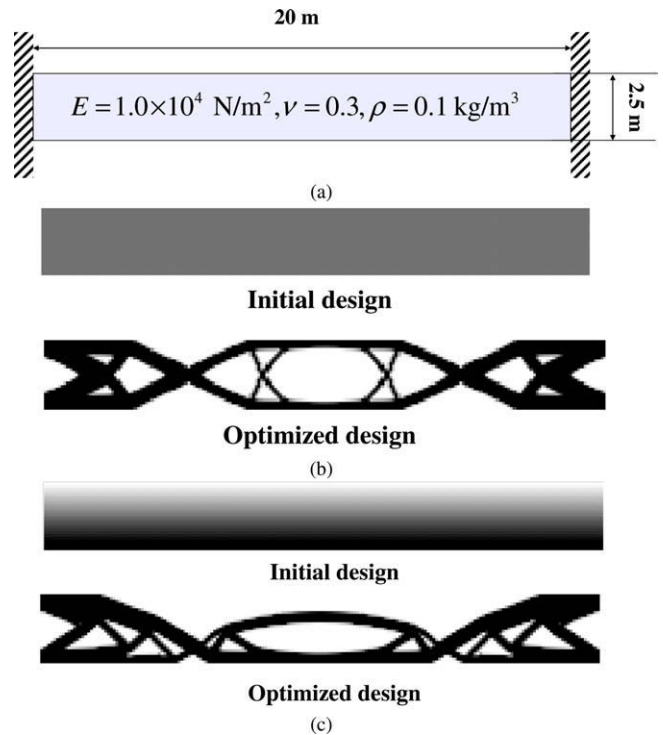 20 m
E = 1.0×10⁴ N/m², ν = 0.3, ρ = 0.1 kg/m³
2.5 m
(a)
Initial design
Optimized design
(b)
Initial design
Optimized design
(c)